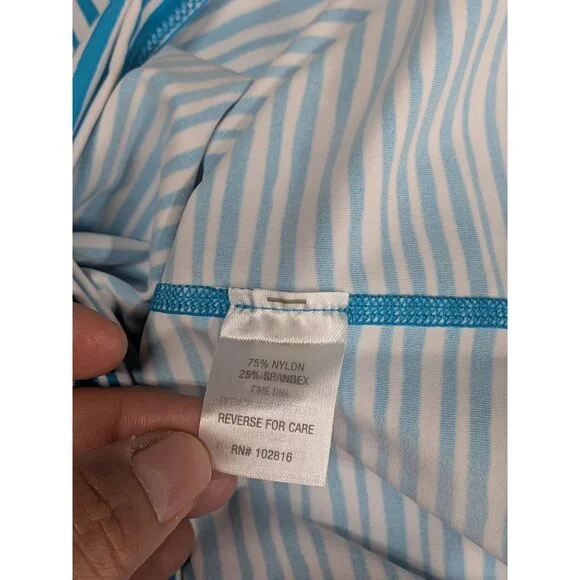 75% NYLON
25% SPANDEX
REVERSE FOR CARE
RN# 102816